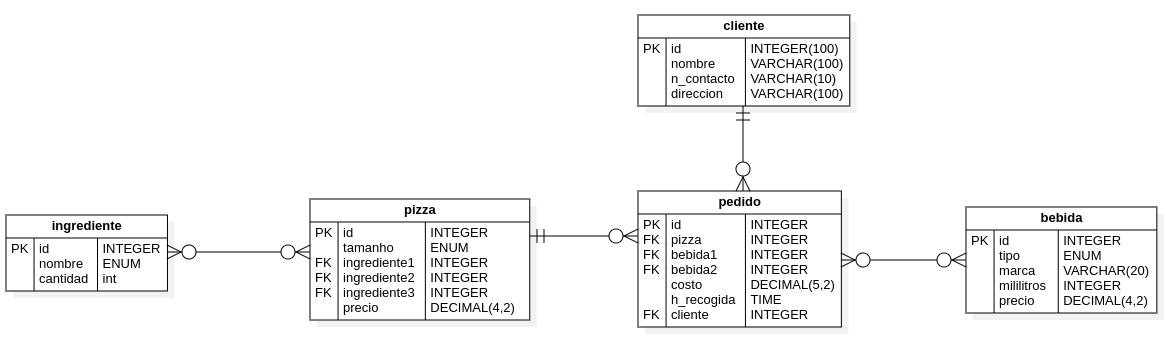 cliente
PK id INTEGER(100)
nombre VARCHAR(100)
n_contacto VARCHAR(10)
direccion VARCHAR(100)
ingrediente
PK id INTEGER
nombre ENUM
cantidad int
pizza
PK id INTEGER
tamanho ENUM
FK ingrediente1 INTEGER
FK ingrediente2 INTEGER
FK ingrediente3 INTEGER
precio DECIMAL(4,2)
pedido
PK id INTEGER
FK pizza INTEGER
FK bebida1 INTEGER
FK bebida2 INTEGER
costo DECIMAL(5,2)
h_recogida TIME
FK cliente INTEGER
bebida
PK id INTEGER
tipo ENUM
marca VARCHAR(20)
mililitros INTEGER
precio DECIMAL(4,2)